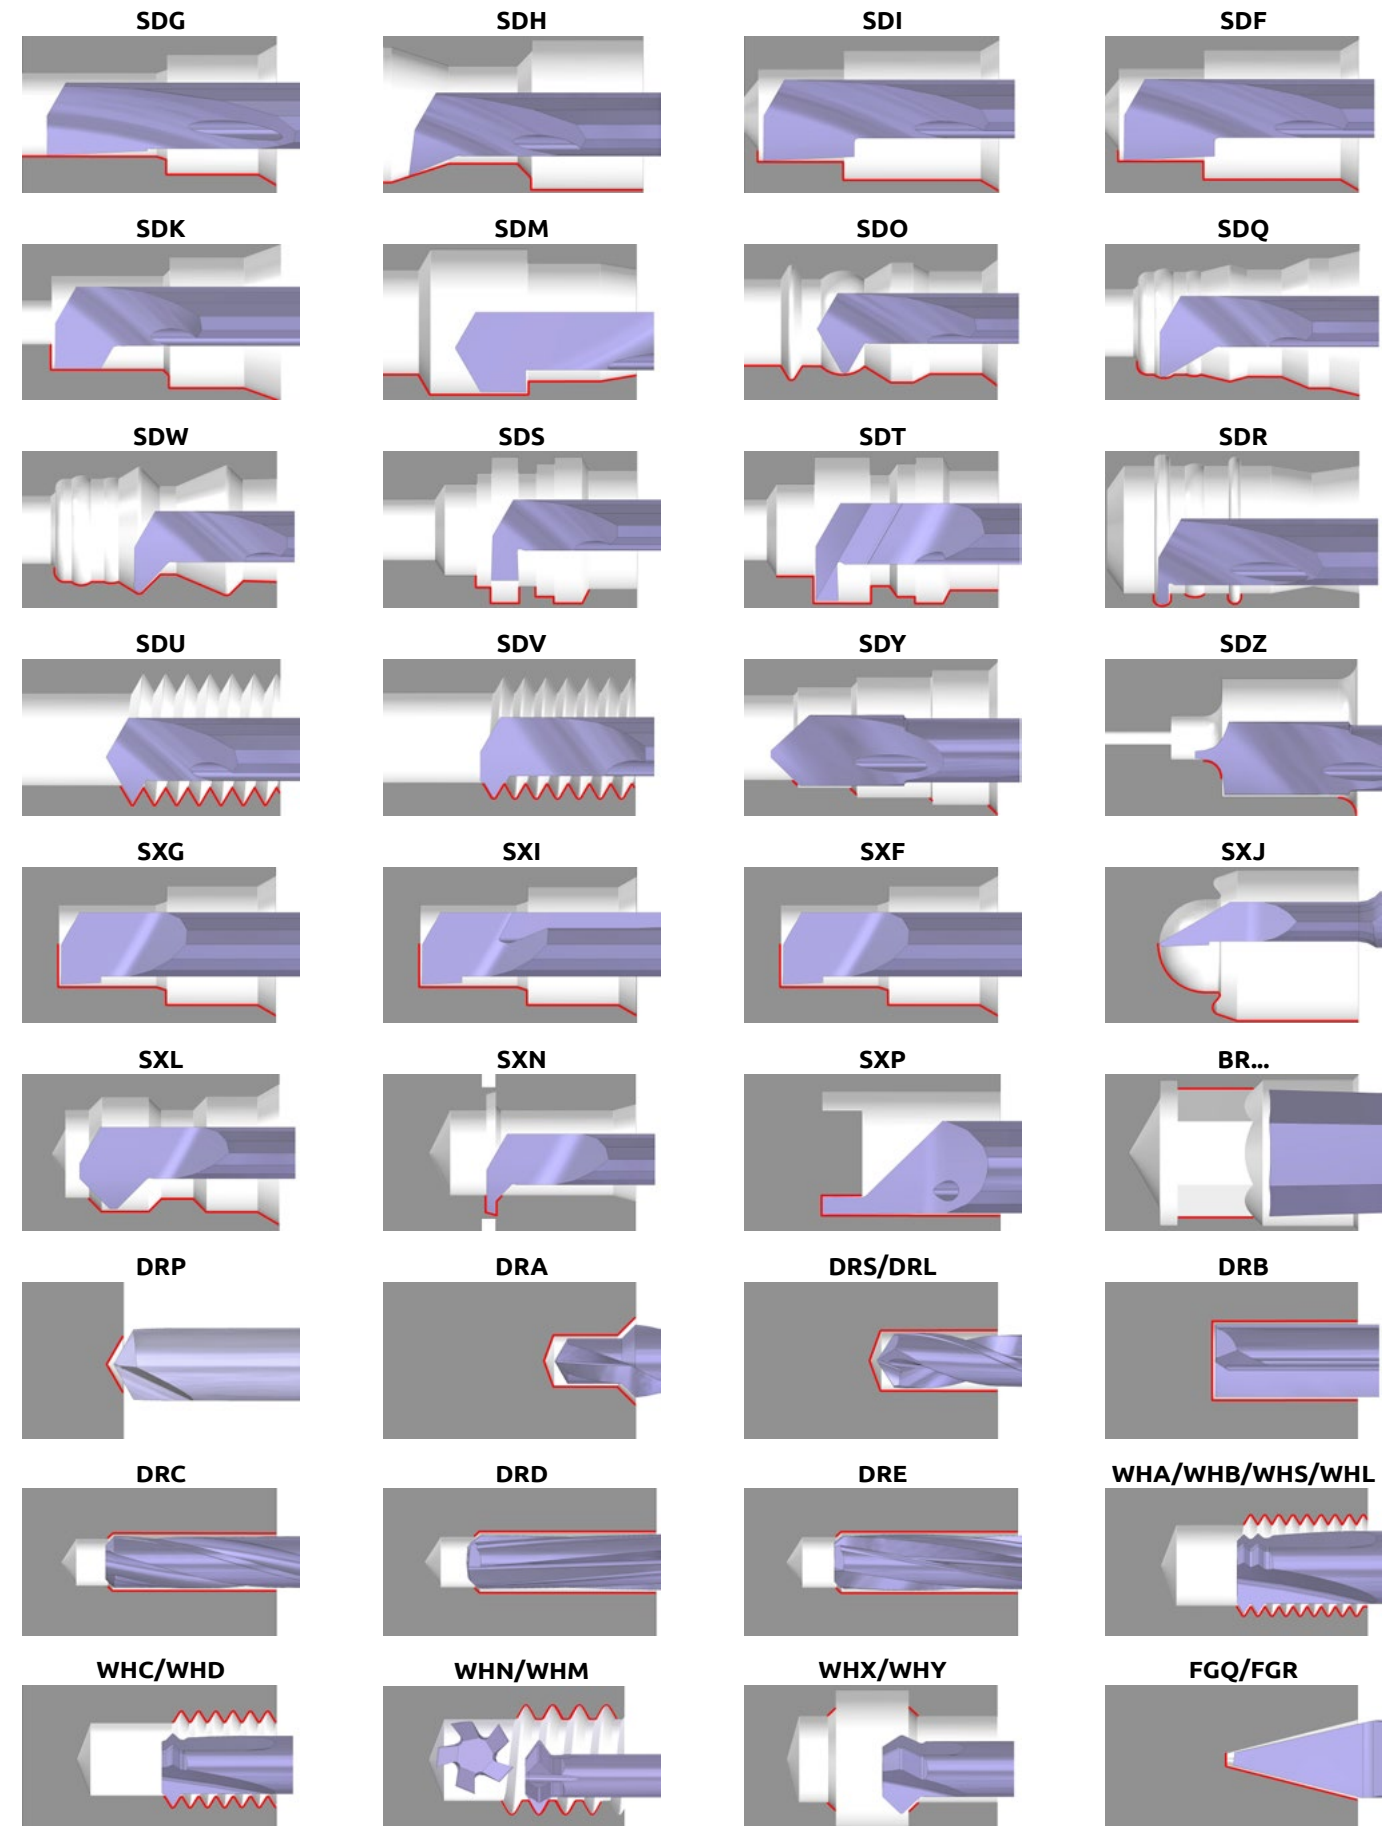 SDG SDH SDI SDF
SDK SDM SDO SDQ
SDW SDS SDT SDR
SDU SDV SDY SDZ
SXG SXI SXF SXJ
SXL SXN SXP BR...
DRP DRA DRS/DRL DRB
DRC DRD DRE WHA/WHB/WHS/WHL
WHC/WHD WHN/WHM WHX/WHY FGQ/FGR